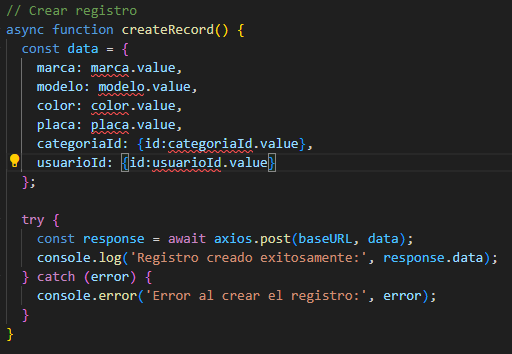 // Crear registro
async function createRecord() {
  const data = {
    marca: marca.value,
    modelo: modelo.value,
    color: color.value,
    placa: placa.value,
    categoriaId: {id:categoriaId.value},
    usuarioId: {id:usuarioId.value}
  };

  try {
    const response = await axios.post(baseURL, data);
    console.log('Registro creado exitosamente:', response.data);
  } catch (error) {
    console.error('Error al crear el registro:', error);
  }
}